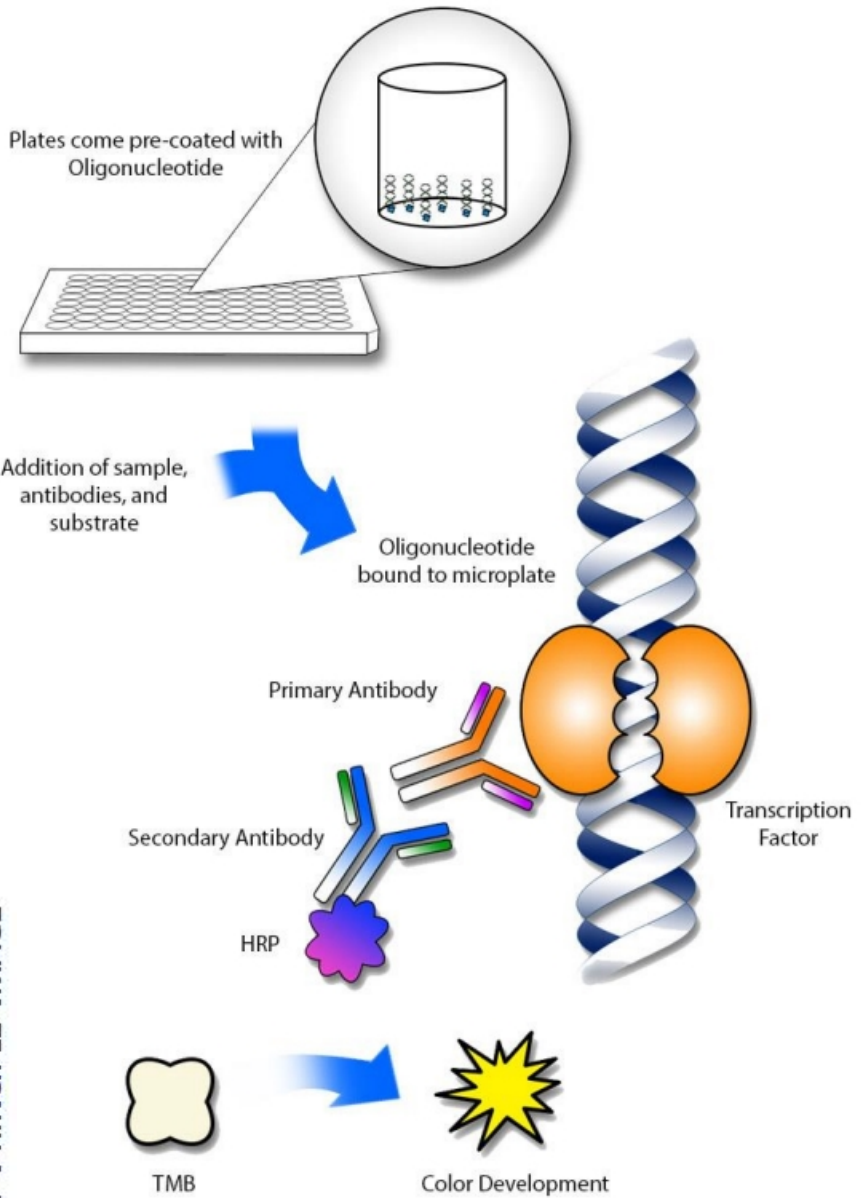 Plates come pre-coated with
Oligonucleotide
Addition of sample,
antibodies, and
substrate
Oligonucleotide
bound to microplate
Primary Antibody
Transcription
Factor
Secondary Antibody
HRP
TMB
Color Development